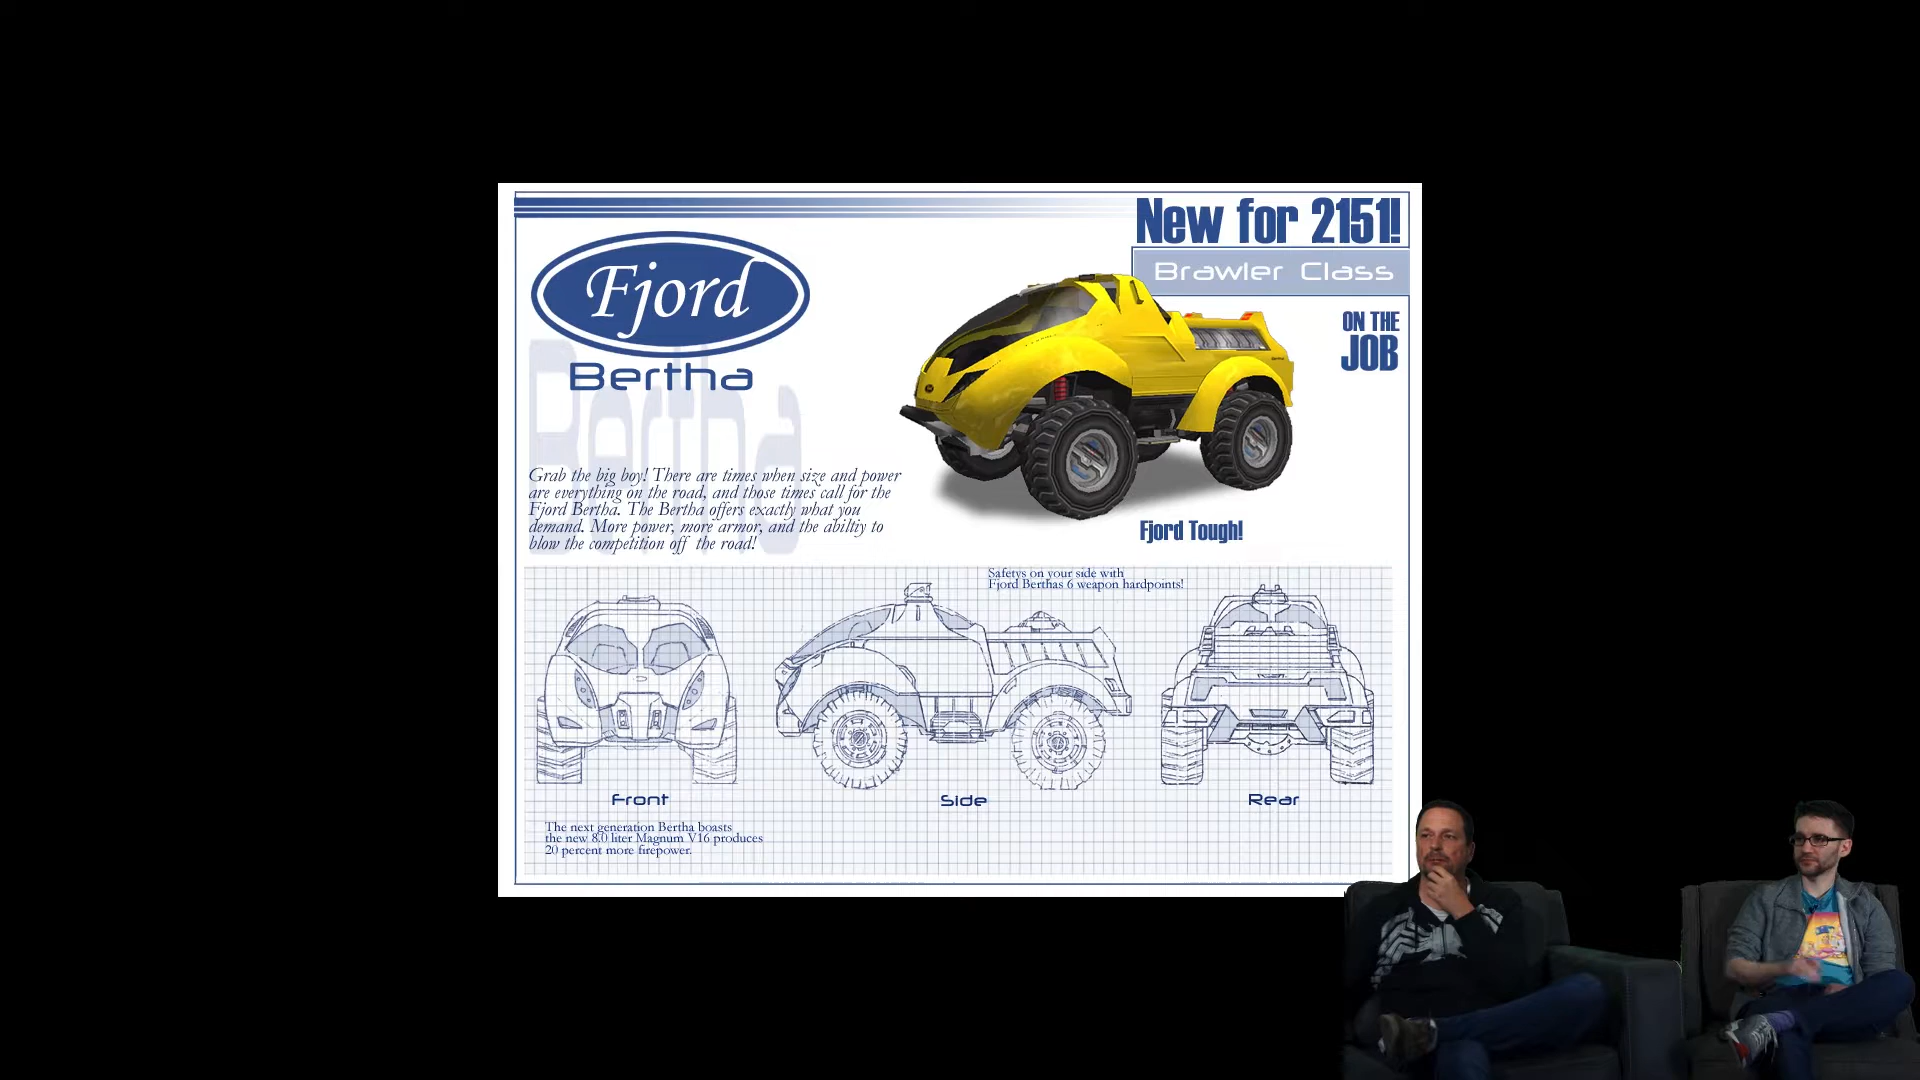 New for 2151!
Brawler Class
Fjord
Bertha
Bertha
ON THE
JOB
Grab the big boy! There are times when size and power
are everything on the road, and those times call for the
Fjord Bertha. The Bertha offers exactly what you
demand. More power, more armor, and the abiltiy to
blow the competition off the road!
Fjord Tough!
Safetys on your side with
Fjord Berthas 6 weapon hardpoints!
Front
Side
Rear
The next generation Bertha boasts
the new 8.0 liter Magnum V16 produces
20 percent more firepower.